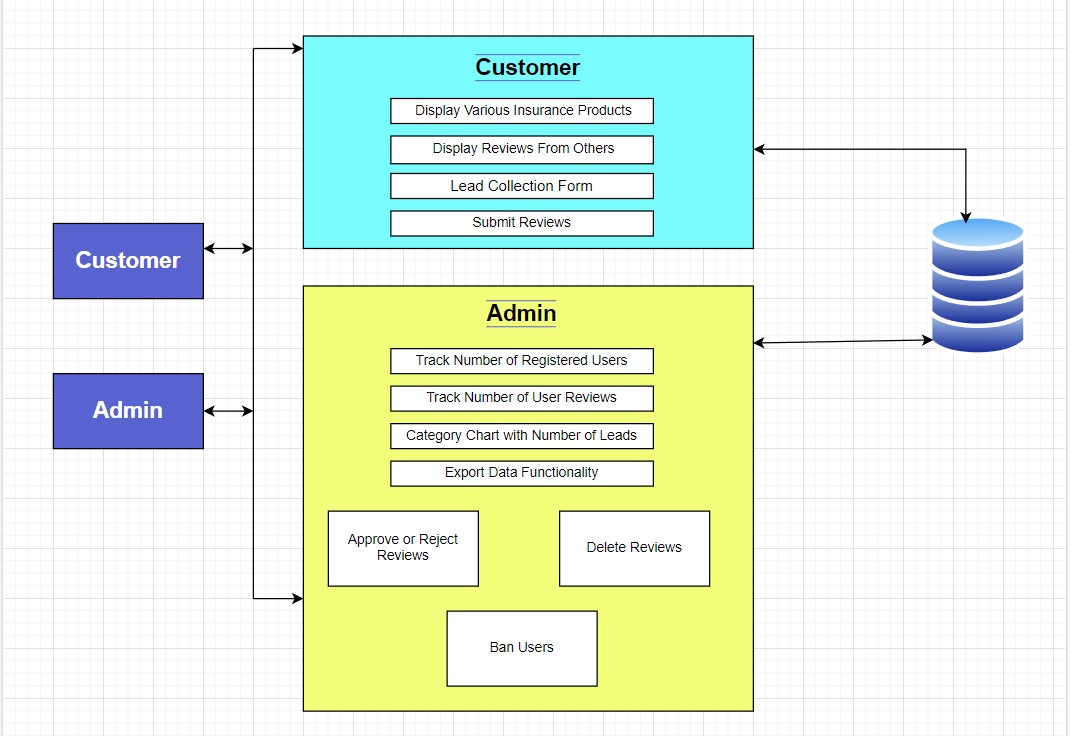 Customer
Display Various Insurance Products
Display Reviews From Others
Lead Collection Form
Submit Reviews
Customer
Admin
Admin
Track Number of Registered Users
Track Number of User Reviews
Category Chart with Number of Leads
Export Data Functionality
Approve or Reject
Reviews
Delete Reviews
Ban Users